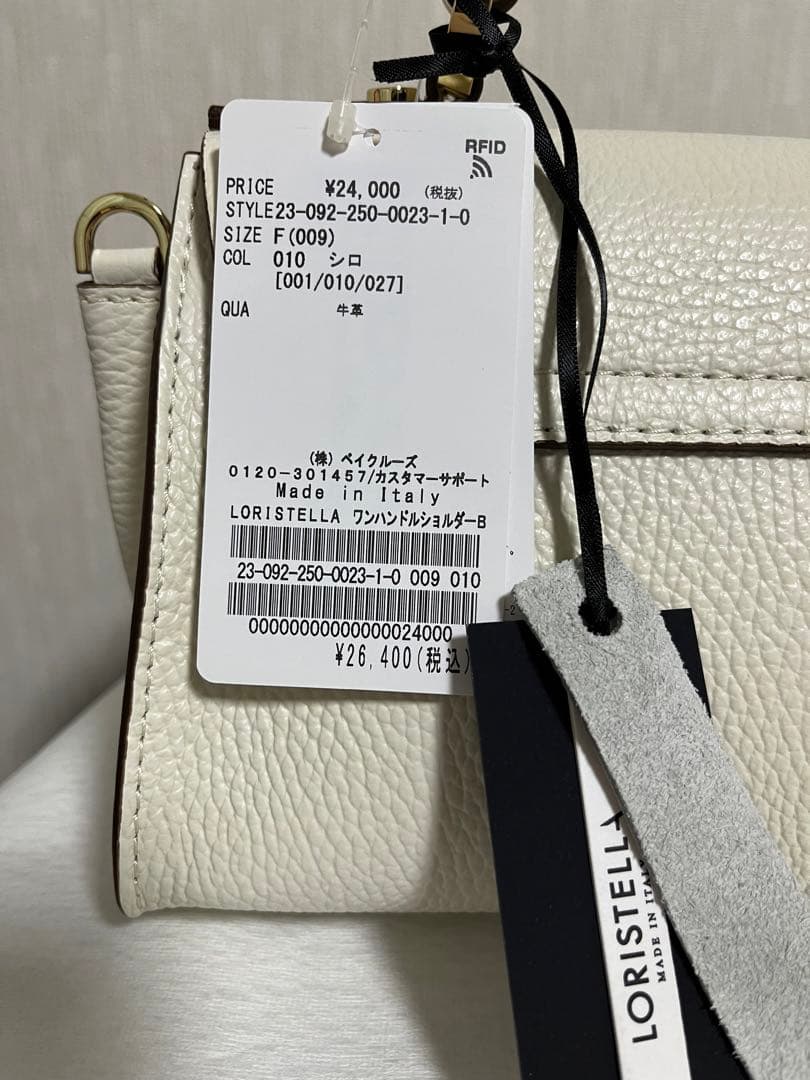 RFID
PRICE ¥24,000 (税抜)
STYLE23-092-250-0023-1-0
SIZE F(009)
COL 010 シロ
[001/010/027]
QUA 牛革
(株) ベイクルーズ
0120-301457/カスタマーサポート
Made in Italy
LORISTELLA ワンハンドルショルダーB
23-092-250-0023-1-0 009 010
00000000000000024000
¥26,400(税込)
LORISTELLA
MADE IN ITALY